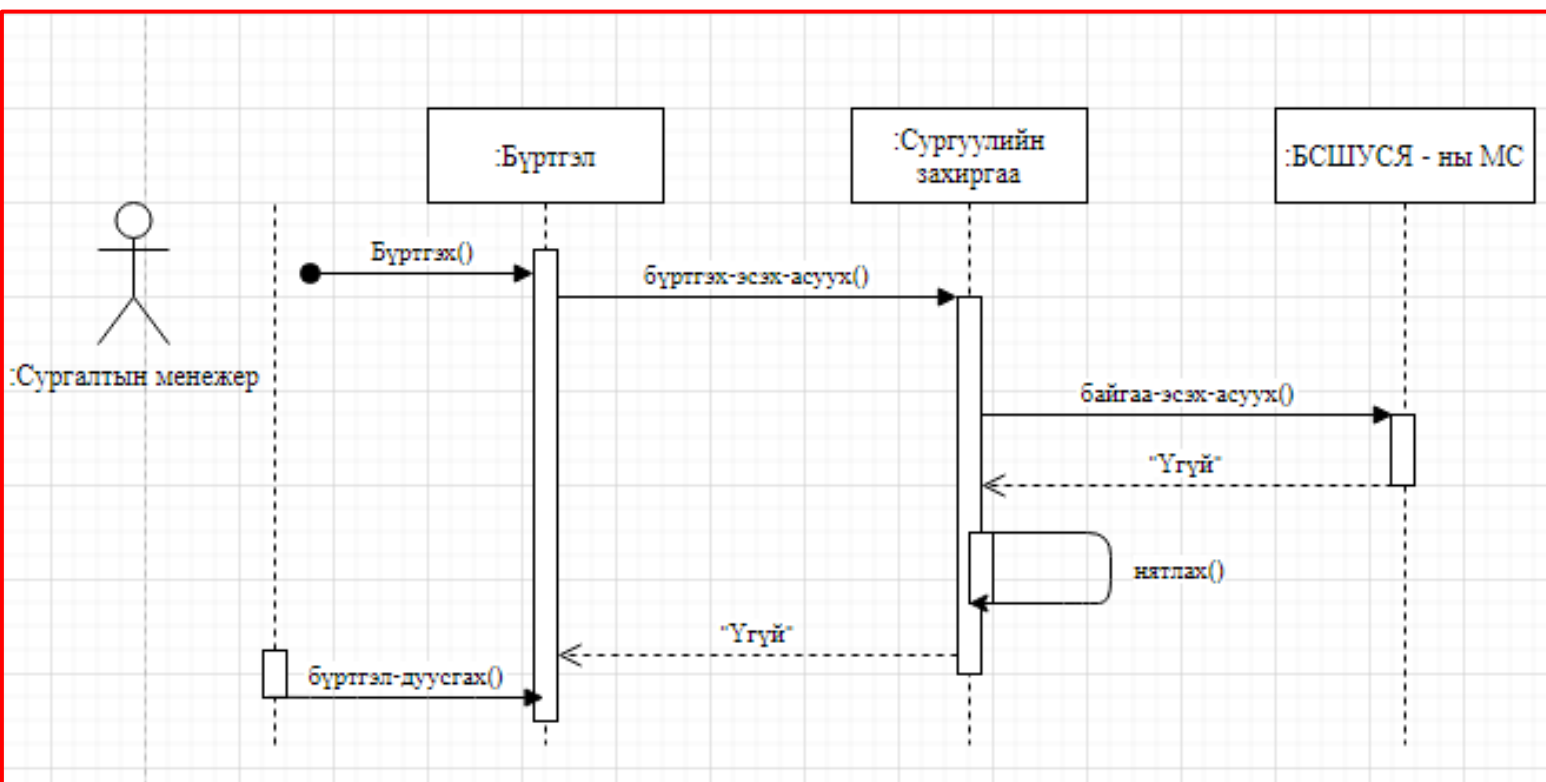 :Бүртгэл
:Сургуулийн
захиргаа
:БСШУСЯ - ны МС
Бүртгэх()
бүртгэх-эсэх-асуух()
:Сургалтын менежер
байгаа-эсэх-асуух()
"Үгүй"
нятлах()
"Үгүй"
бүртгэл-дуусгах()